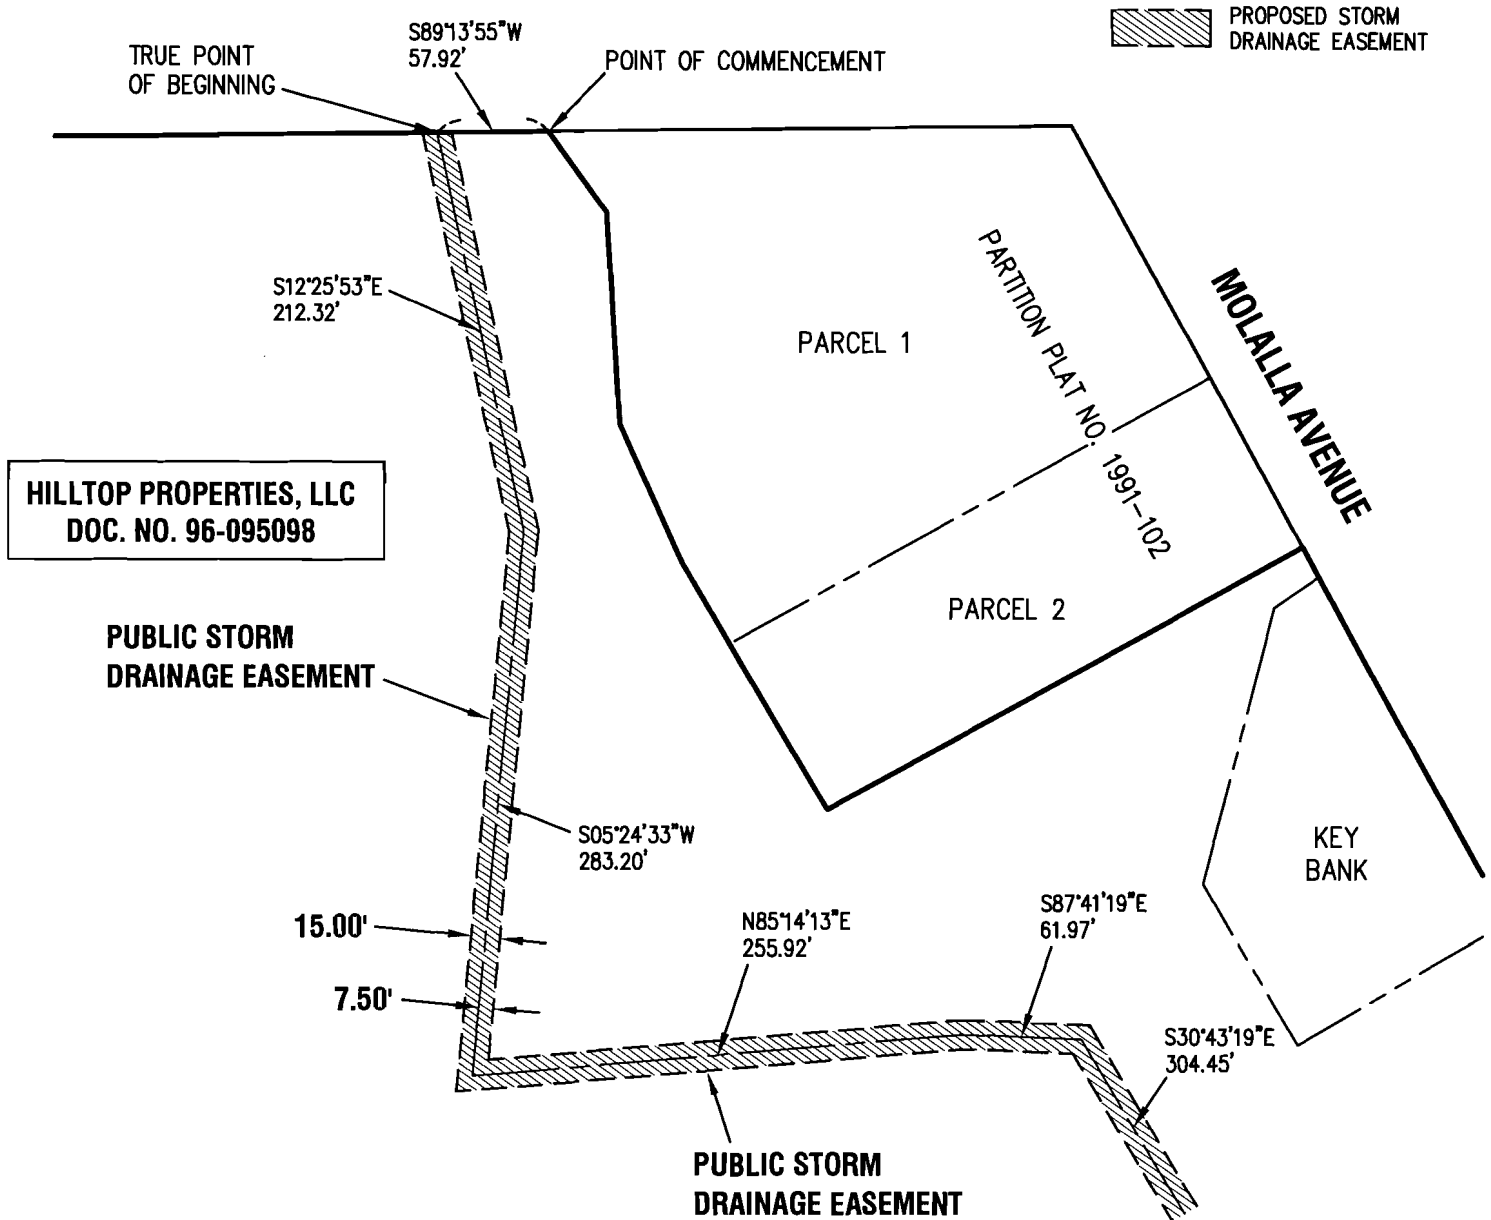 S89°13'55"W
57.92'
TRUE POINT
OF BEGINNING
POINT OF COMMENCEMENT
PROPOSED STORM
DRAINAGE EASEMENT
S12°25'53"E
212.32'
PARCEL 1
PARTITION PLAT NO. 1991-102
MOLALLA AVENUE
HILLTOP PROPERTIES, LLC
DOC. NO. 96-095098
PARCEL 2
PUBLIC STORM
DRAINAGE EASEMENT
S05°24'33"W
283.20'
KEY
BANK
15.00'
N85°14'13"E
255.92'
S87°41'19"E
61.97'
7.50'
S30°43'19"E
304.45'
PUBLIC STORM
DRAINAGE EASEMENT